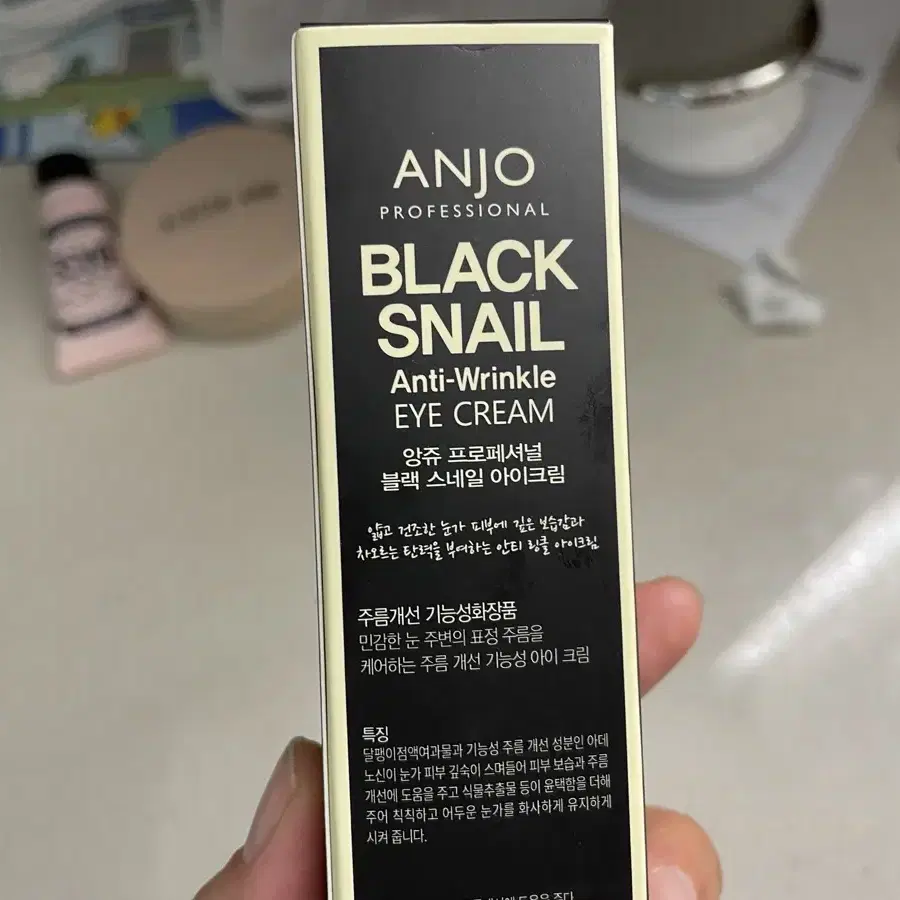 ANJO
PROFESSIONAL
BLACK
SNAIL
Anti-Wrinkle
EYE CREAM
앙쥬 프로페셔널
블랙 스네일 아이크림
얇고 건조한 눈가 피부에 깊은 보습감과
차오르는 탄력을 부여하는 안티 링클 아이크림
주름개선 기능성화장품
민감한 눈 주변의 표정 주름을
케어하는 주름 개선 기능성 아이 크림
특징
달팽이점액여과물과 기능성 주름 개선 성분인 아데
노신이 눈가 피부 깊숙이 스며들어 피부 보습과 주름
개선에 도움을 주고 식물추출물 등이 윤택함을 더해
주어 칙칙하고 어두운 눈가를 화사하게 유지하게
시켜 줍니다.